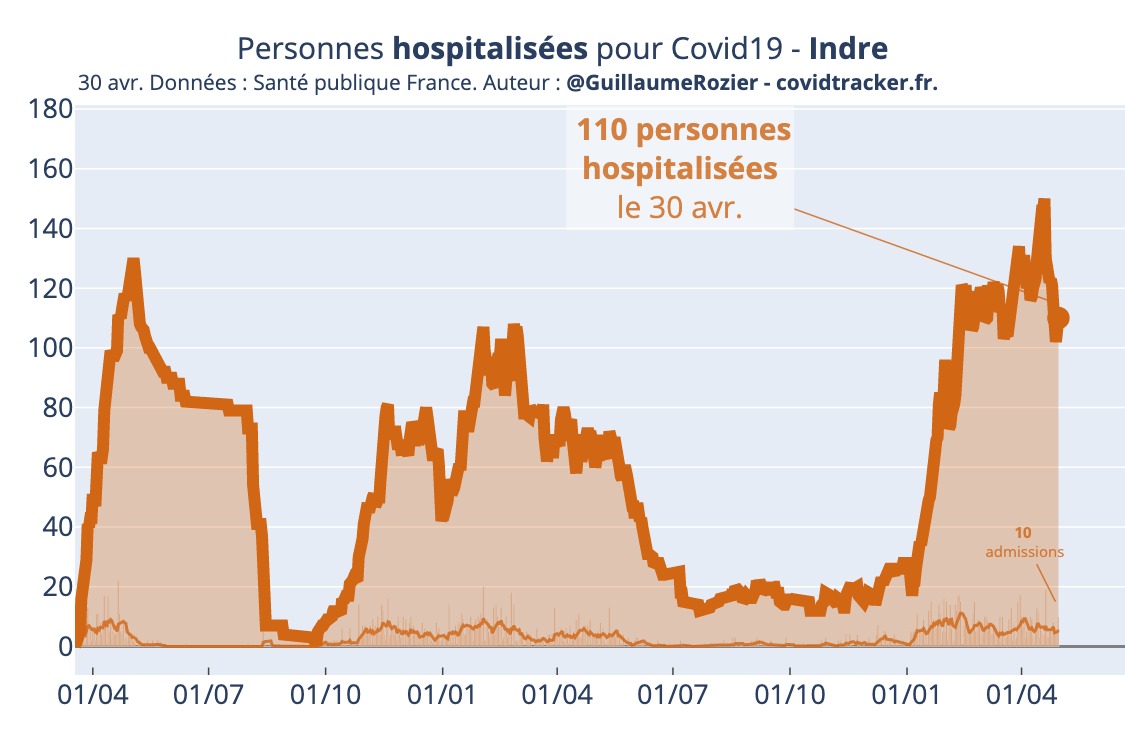 Personnes hospitalisées pour Covid19 - Indre
30 avr. Données : Santé publique France. Auteur : @GuillaumeRozier - covidtracker.fr.
180
160
140
120
100
80
60
40
20
0
110 personnes
hospitalisées
le 30 avr.
10
admissions
01/04 01/07 01/10 01/01 01/04 01/07 01/10 01/01 01/04